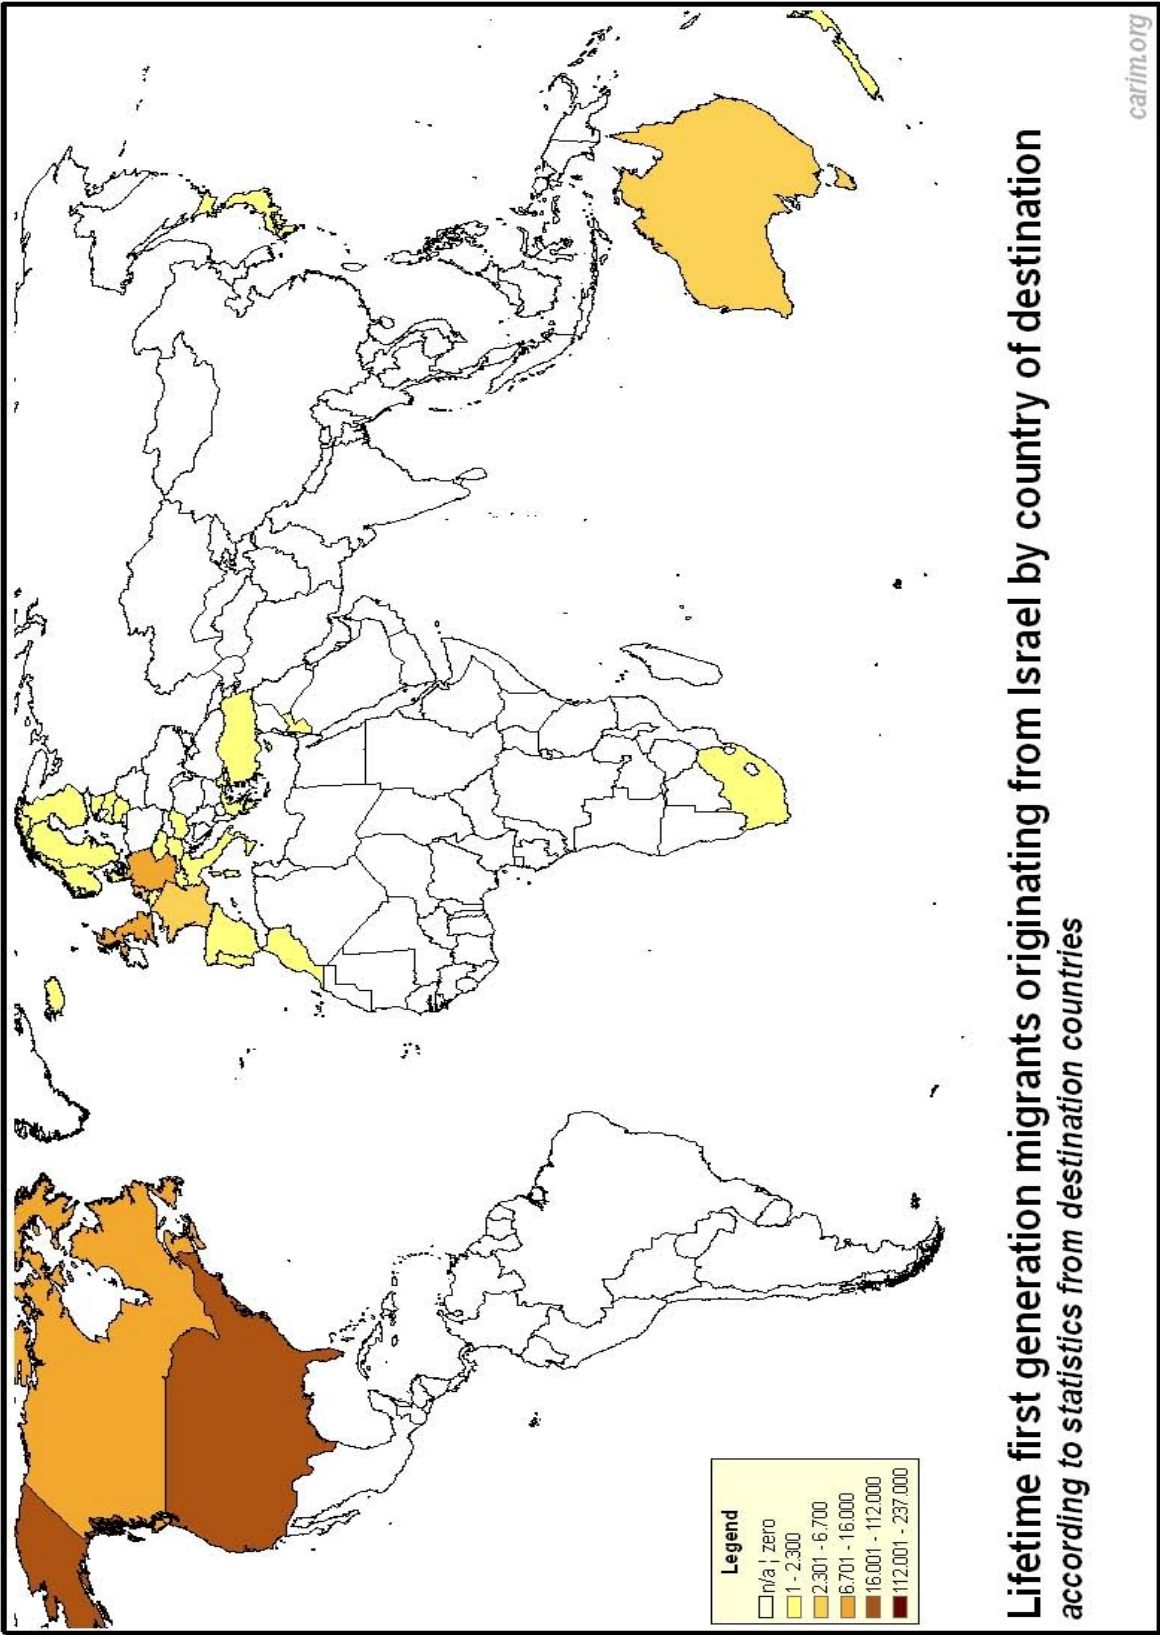 carim.org
Legend
n/a ¦ zero
1 - 2.300
2.301 - 6.700
6.701 - 16.000
16.001 - 112.000
112.001 - 237.000
Lifetime first generation migrants originating from Israel by country of destination
according to statistics from destination countries